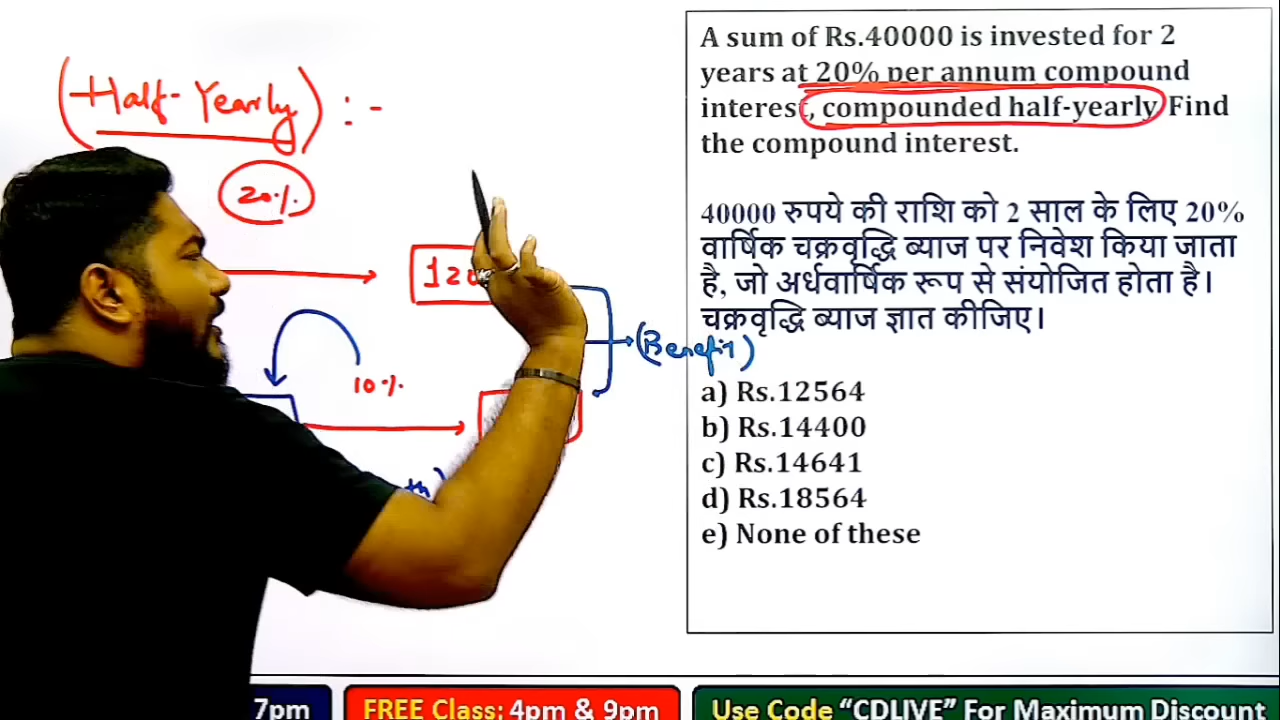 (Half-Yearly) :-
20%
10%
(Benefit)
A sum of Rs.40000 is invested for 2
years at 20% per annum compound
interest, compounded half-yearly Find
the compound interest.
40000 रुपये की राशि को 2 साल के लिए 20%
वार्षिक चक्रवृद्धि ब्याज पर निवेश किया जाता
है, जो अर्धवार्षिक रूप से संयोजित होता है।
चक्रवृद्धि ब्याज ज्ञात कीजिए।
a) Rs.12564
b) Rs.14400
c) Rs.14641
d) Rs.18564
e) None of these
7pm
FREE Class: 4pm & 9pm
Use Code “CDLIVE” For Maximum Discount